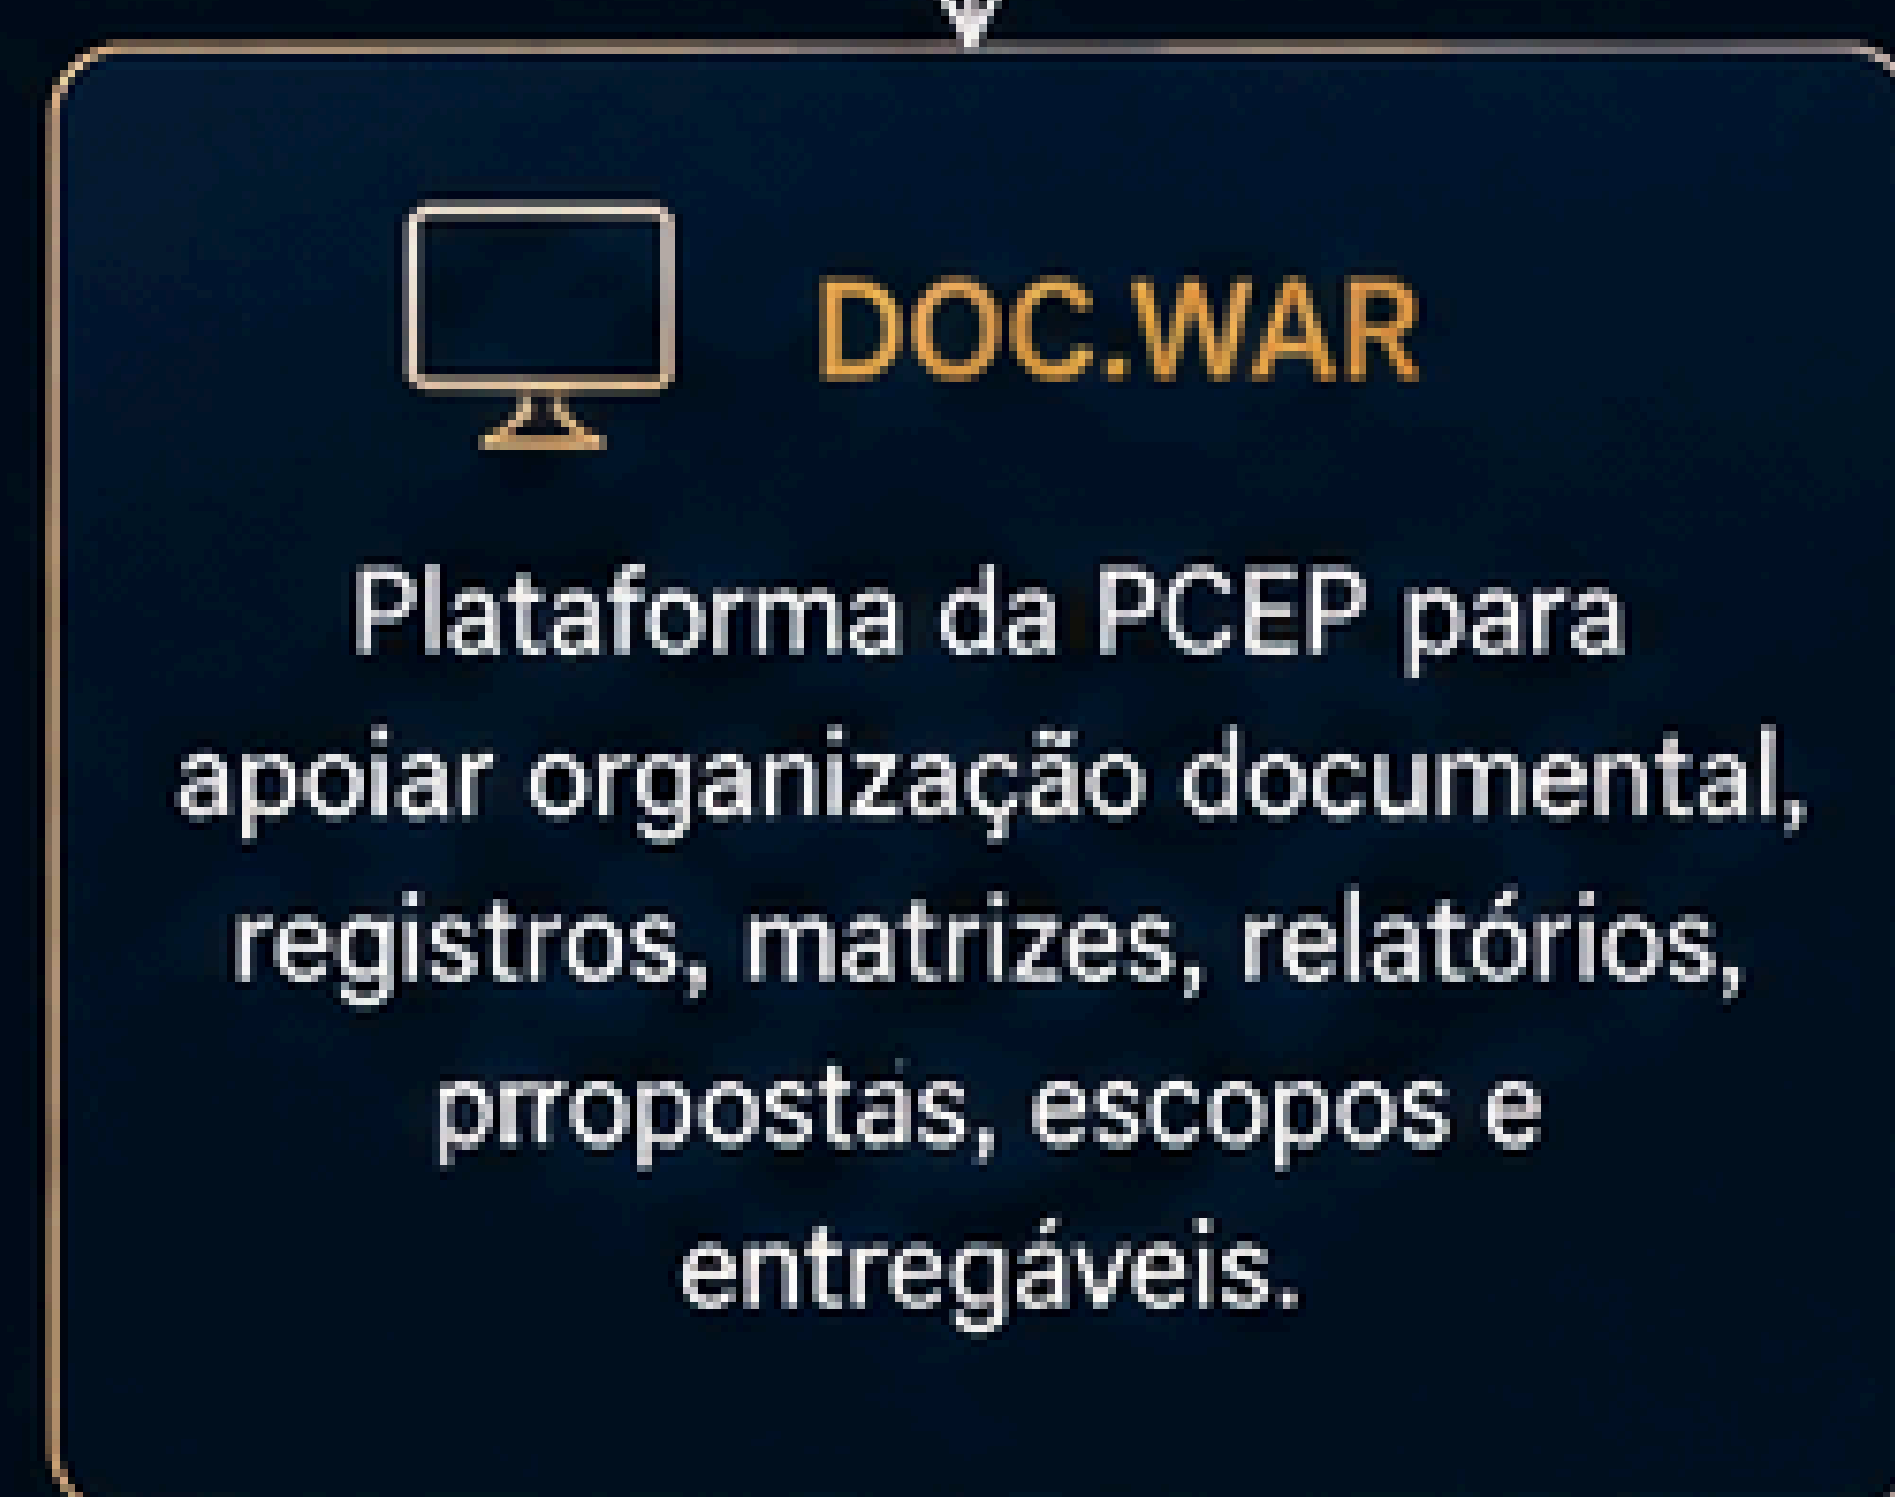 DOC.WAR
Plataforma da PCEP para
apoiar organização documental,
registros, matrizes, relatórios,
prropostas, escopos e
entregáveis.